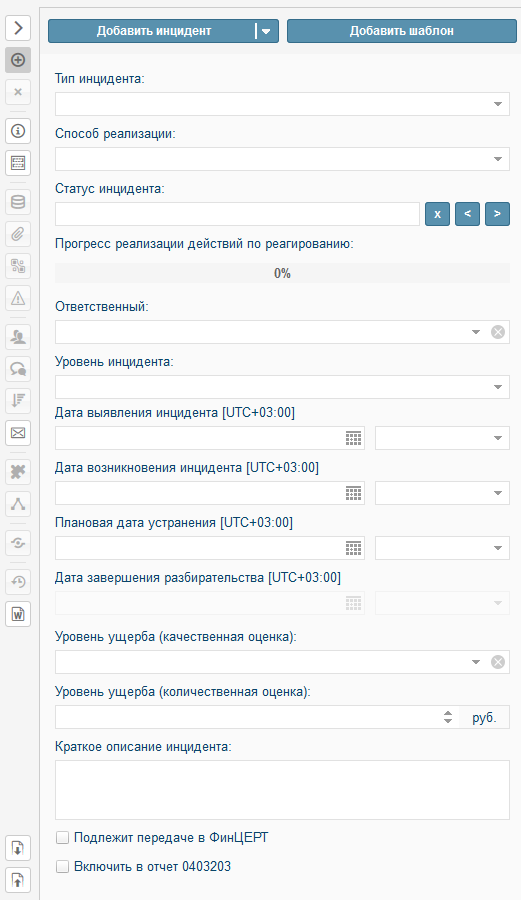 Добавить инцидент
Добавить шаблон
Тип инцидента:
Способ реализации:
Статус инцидента:
x < >
Прогресс реализации действий по реагированию:
0%
Ответственный:
Уровень инцидента:
Дата выявления инцидента [UTC+03:00]
Дата возникновения инцидента [UTC+03:00]
Плановая дата устранения [UTC+03:00]
Дата завершения разбирательства [UTC+03:00]
Уровень ущерба (качественная оценка):
Уровень ущерба (количественная оценка):
руб.
Краткое описание инцидента:
Подлежит передаче в ФинЦЕРТ
Включить в отчет 0403203
W